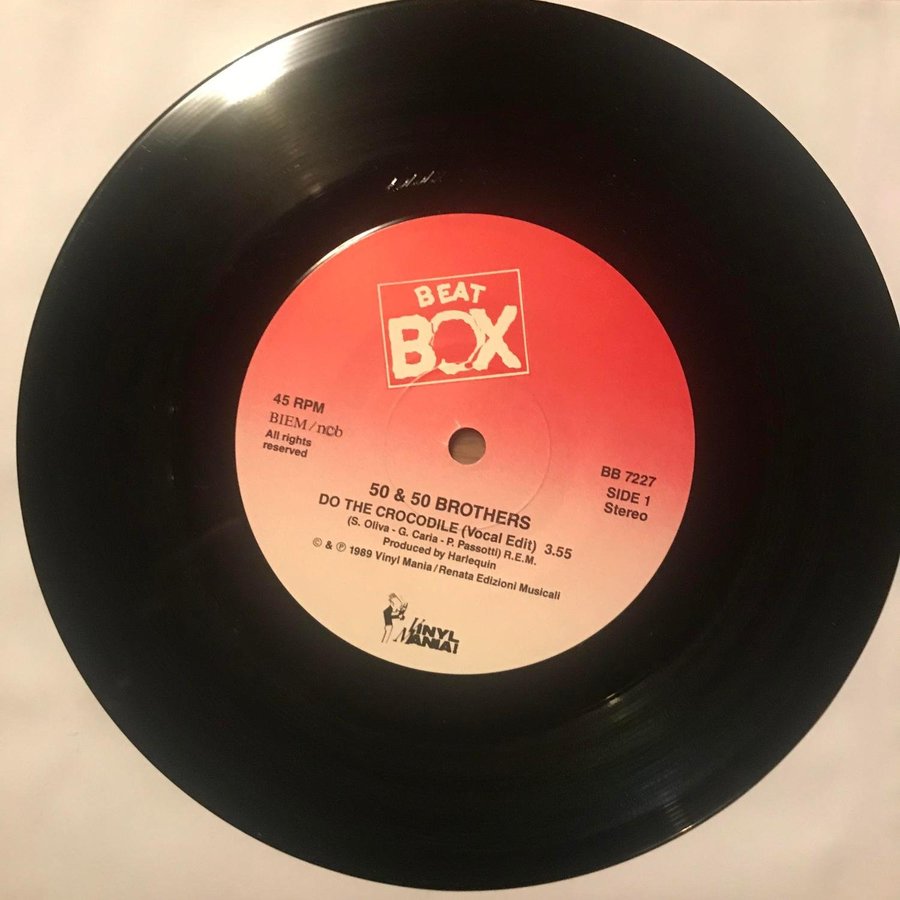 BEAT
BOX
45 RPM
BIEM/n©b
All rights
reserved
BB 7227
SIDE 1
Stereo
50 & 50 BROTHERS
DO THE CROCODILE (Vocal Edit) 3.55
(S. Oliva - G. Caria - P. Passotti) R.E.M.
Produced by Harlequin
© & ℗ 1989 Vinyl Mania/Renata Edizioni Musicali
VINYL
MANIA!